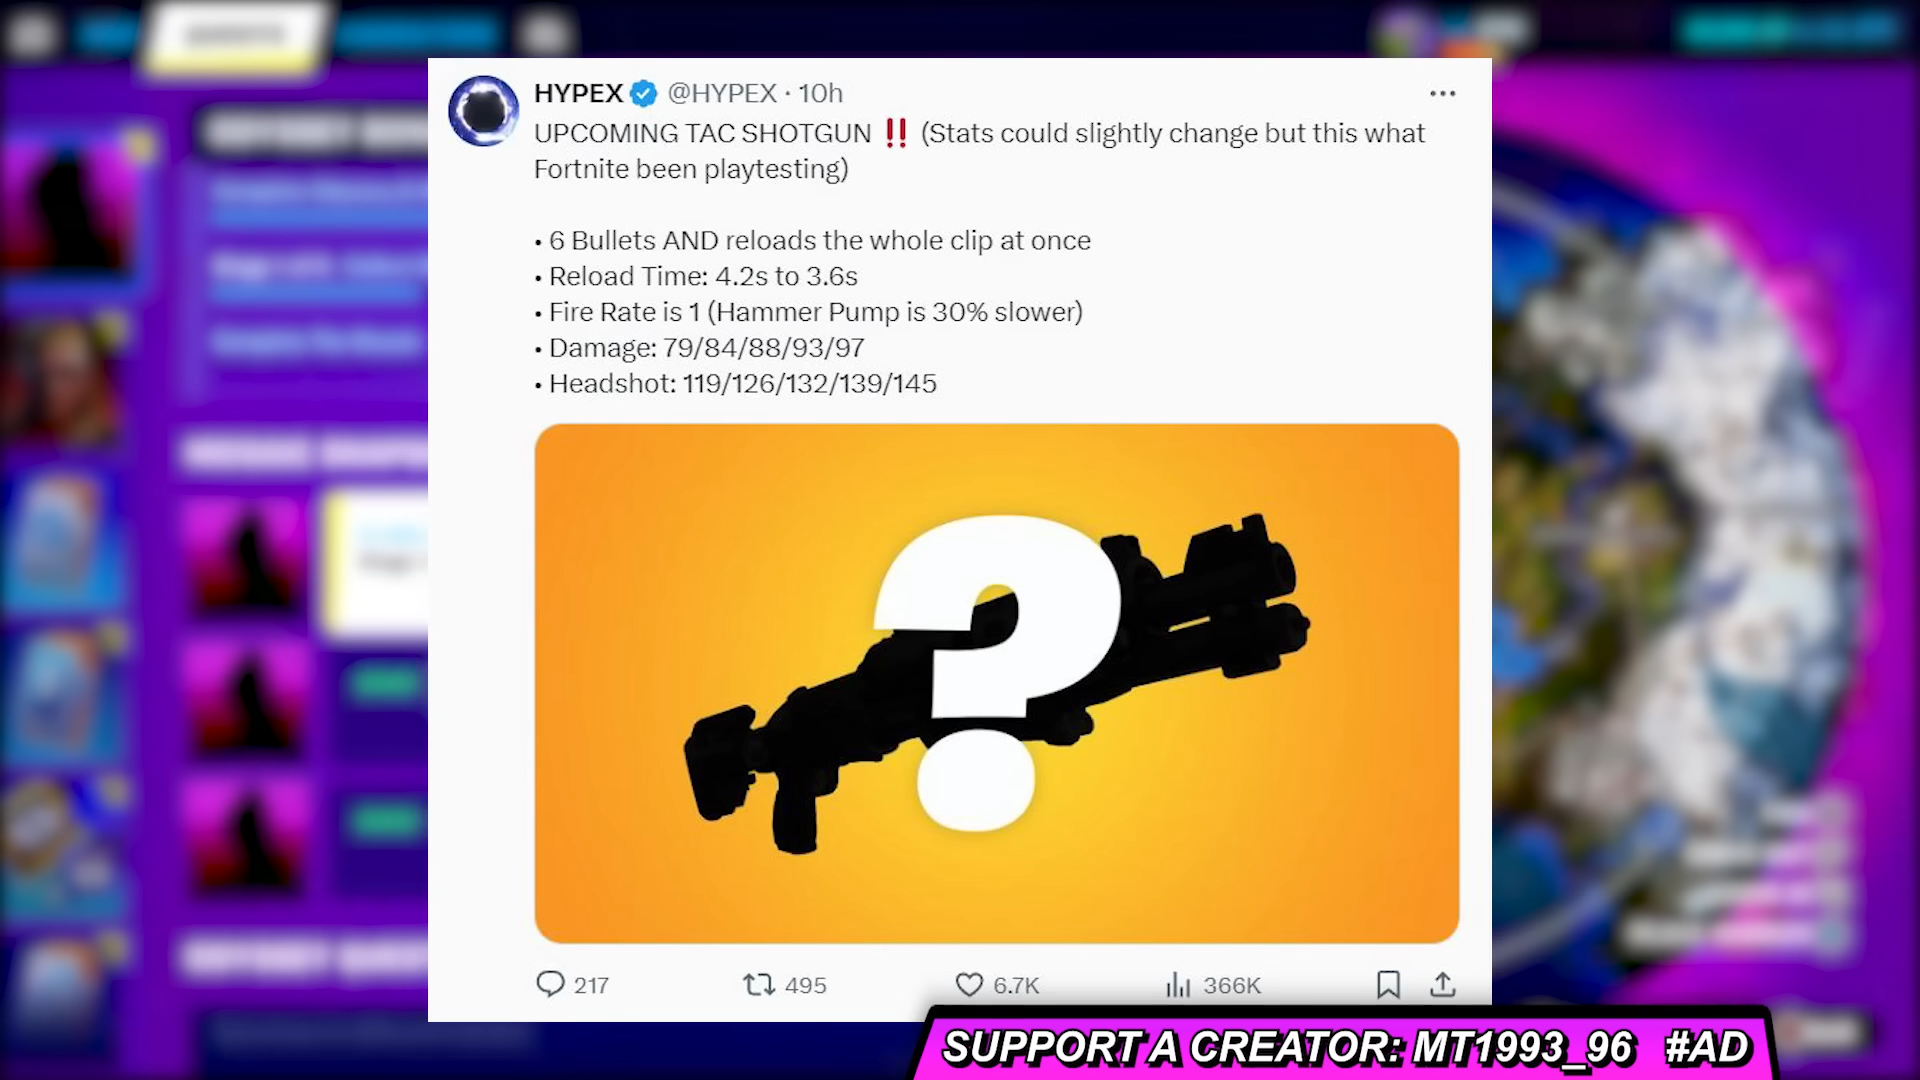 HYPEX @HYPEX · 10h
UPCOMING TAC SHOTGUN ‼️ (Stats could slightly change but this what
Fortnite been playtesting)
• 6 Bullets AND reloads the whole clip at once
• Reload Time: 4.2s to 3.6s
• Fire Rate is 1 (Hammer Pump is 30% slower)
• Damage: 79/84/88/93/97
• Headshot: 119/126/132/139/145
?
217 495 6.7K 366K
SUPPORT A CREATOR: MT1993_96 #AD